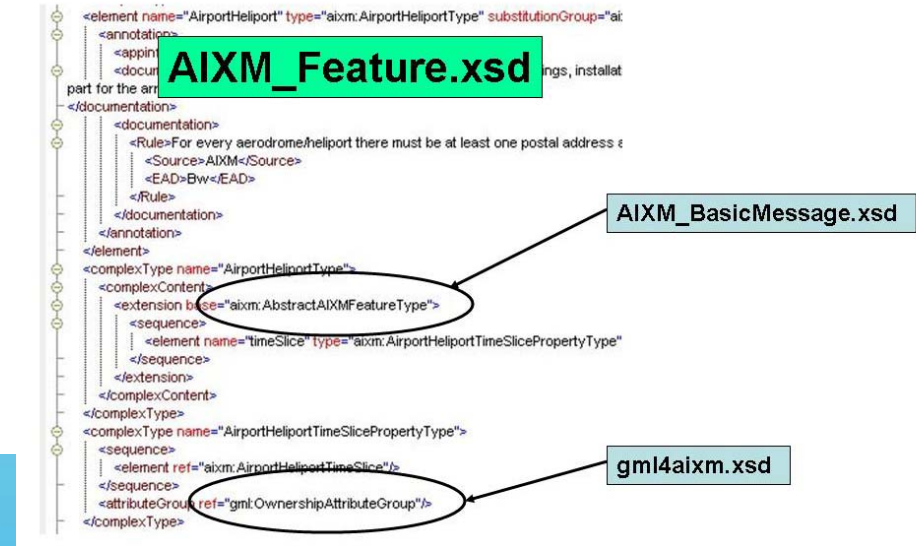 <element name="AirportHeliport" type="aixm:AirportHeliportType" substitutionGroup="ai
<annotation>
AIXM_Feature.xsd
ings, installat
part for the
</documentation>
<documentation>
<Rule>For every aerodrome/heliport there must be at least one postal address
<Source>AIXM</Source>
<EAD>Bw</EAD>
</Rule>
</documentation>
</annotation>
</element>
AIXM_BasicMessage.xsd
<complexType name="AirportHeliportType">
<complexContent>
<extension base="aixm:AbstractAIXMFeatureType">
<sequence>
<element name="timeSlice" type="aixm:AirportHeliportTimeSlicePropertyType"
</sequence>
</extension>
</complexContent>
</complexType>
<complexType name="AirportHeliportTimeSlicePropertyType">
<sequence>
<element ref="aixm:AirportHeliportTimeSlice"/>
gml4aixm.xsd
</sequence>
<attributeGroup ref="gml:OwnershipAttributeGroup"/>
</complexType>